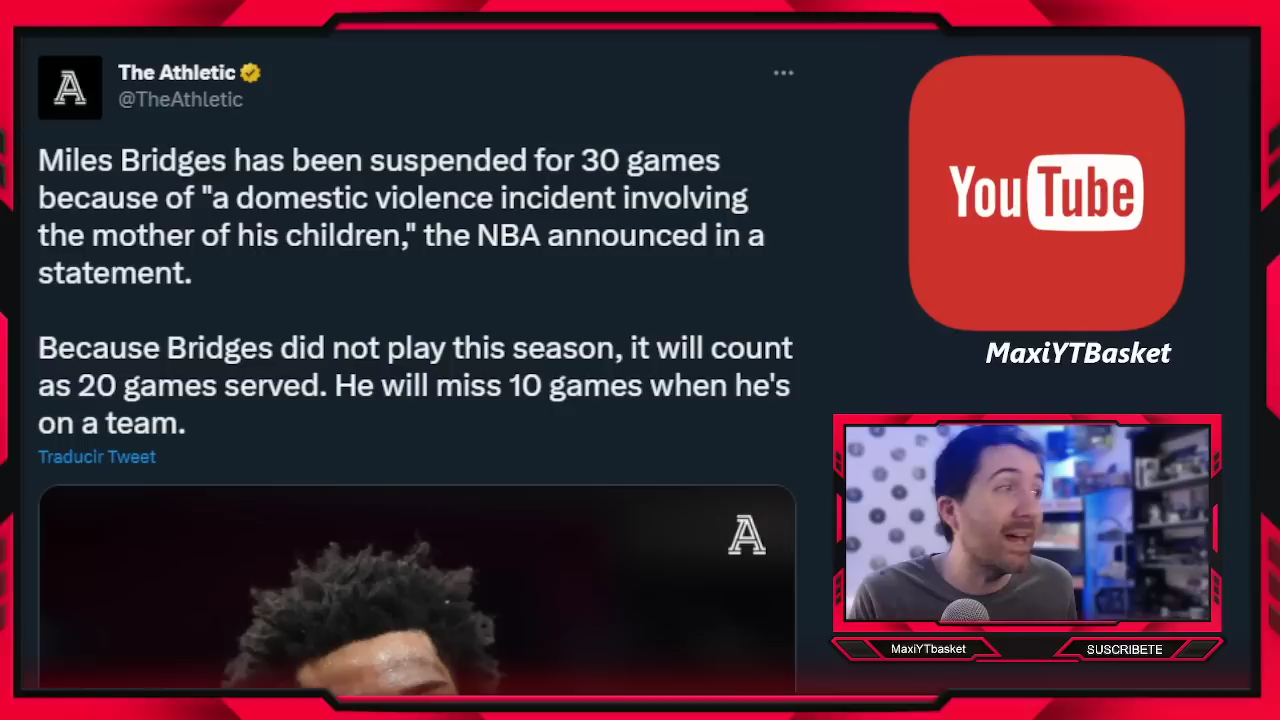 The Athletic
@TheAthletic
Miles Bridges has been suspended for 30 games
because of "a domestic violence incident involving
the mother of his children," the NBA announced in a
statement.
Because Bridges did not play this season, it will count
as 20 games served. He will miss 10 games when he's
on a team.
Traducir Tweet
A
YouTube
MaxiYTBasket
MaxiYTbasket
SUSCRIBETE